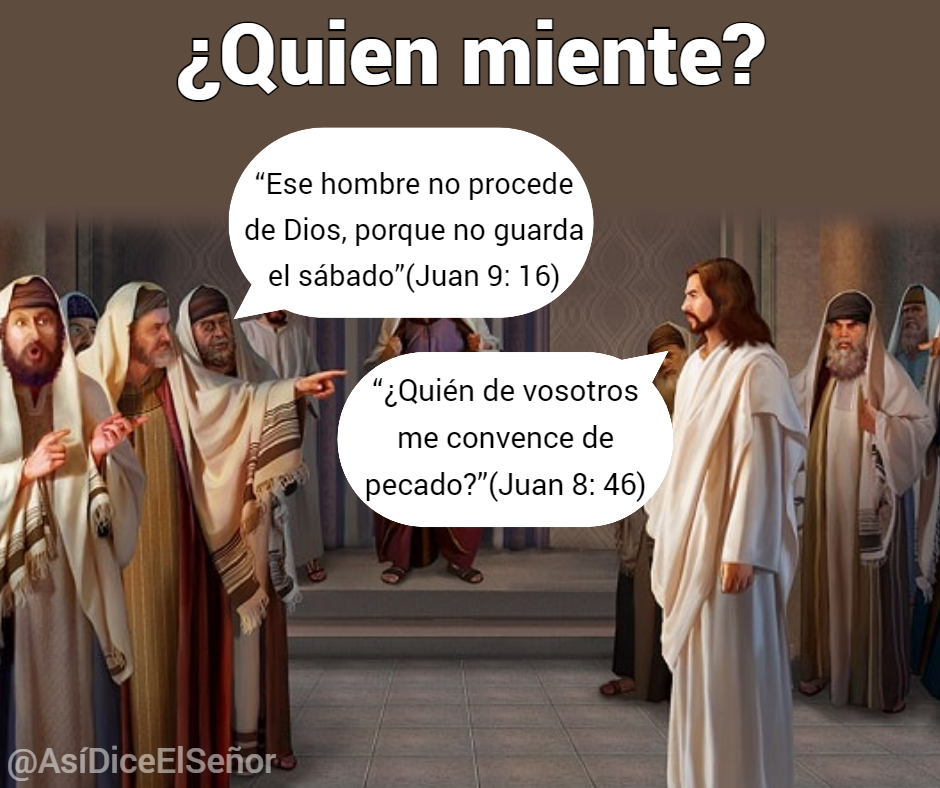 ¿Quien miente?
“Ese hombre no procede
de Dios, porque no guarda
el sábado”(Juan 9: 16)
“¿Quién de vosotros
me convence de
pecado?”(Juan 8: 46)
@AsíDiceElSeñor